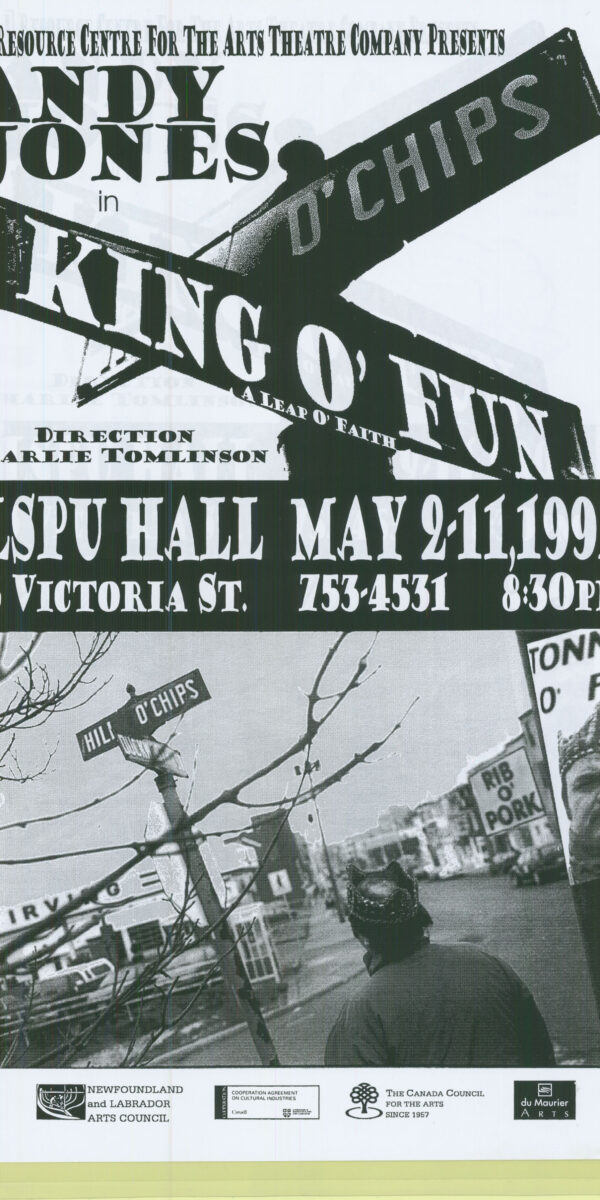 RESOURCE CENTRE FOR THE ARTS THEATRE COMPANY PRESENTS
ANDY
JONES
in
O'CHIPS
KING O' FUN
A LEAP O' FAITH
DIRECTION
ARLIE TOMLINSON
LSPU HALL MAY 2-11, 199
VICTORIA ST. 753-4531 8:30P
HILL O'CHIPS
TONN
O' F
RIB
O'
PORK
IRVING
NEWFOUNDLAND
and LABRADOR
ARTS COUNCIL
COOPERATION AGREEMENT
ON CULTURAL INDUSTRIES
Canada
THE CANADA COUNCIL
FOR THE ARTS
SINCE 1957
du Maurier
ARTS